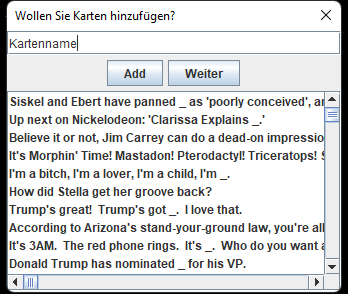 Wollen Sie Karten hinzufügen?
Kartenname
Add Weiter
Siskel and Ebert have panned _ as 'poorly conceived', ar
Up next on Nickelodeon: 'Clarissa Explains _.'
Believe it or not, Jim Carrey can do a dead-on impressio
It's Morphin' Time! Mastadon! Pterodactyl! Triceratops! S
I'm a bitch, I'm a lover, I'm a child, I'm _.
How did Stella get her groove back?
Trump's great!  Trump's got _.  I love that.
According to Arizona's stand-your-ground law, you're all
It's 3AM.  The red phone rings.  It's _.  Who do you want a
Donald Trump has nominated _ for his VP.